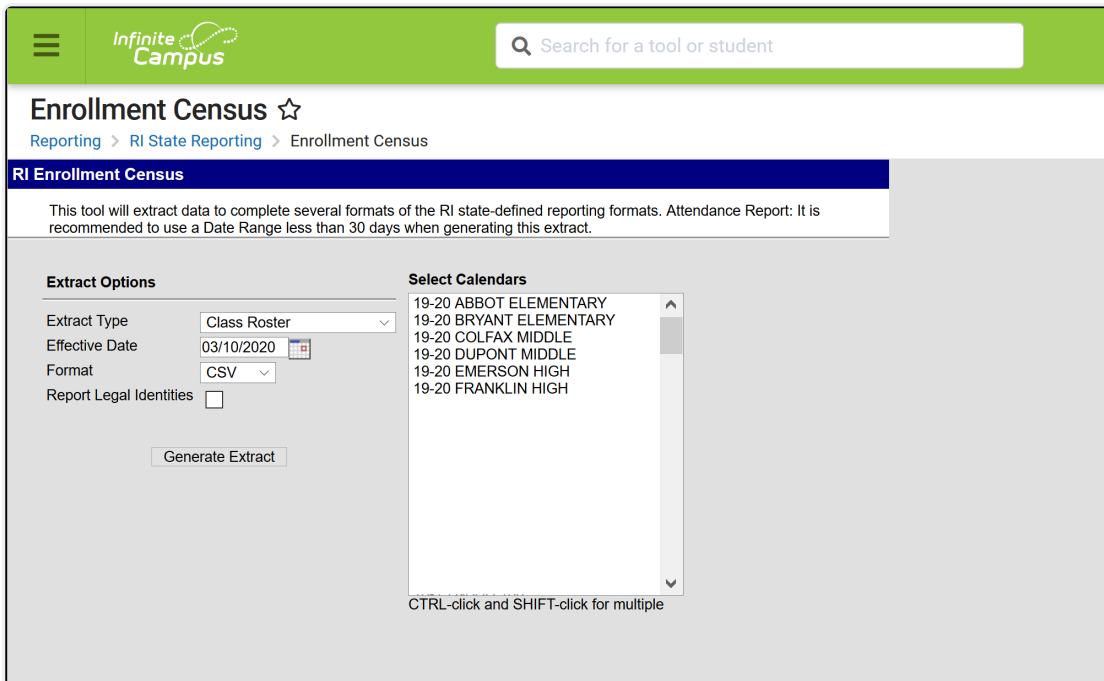 Infinite
Campus
Search for a tool or student
Enrollment Census
Reporting > RI State Reporting > Enrollment Census
RI Enrollment Census
This tool will extract data to complete several formats of the RI state-defined reporting formats. Attendance Report: It is
recommended to use a Date Range less than 30 days when generating this extract.
Extract Options
Extract Type Class Roster
Effective Date 03/10/2020
Format CSV
Report Legal Identities
Generate Extract
Select Calendars
19-20 ABBOT ELEMENTARY
19-20 BRYANT ELEMENTARY
19-20 COLFAX MIDDLE
19-20 DUPONT MIDDLE
19-20 EMERSON HIGH
19-20 FRANKLIN HIGH
CTRL-click and SHIFT-click for multiple